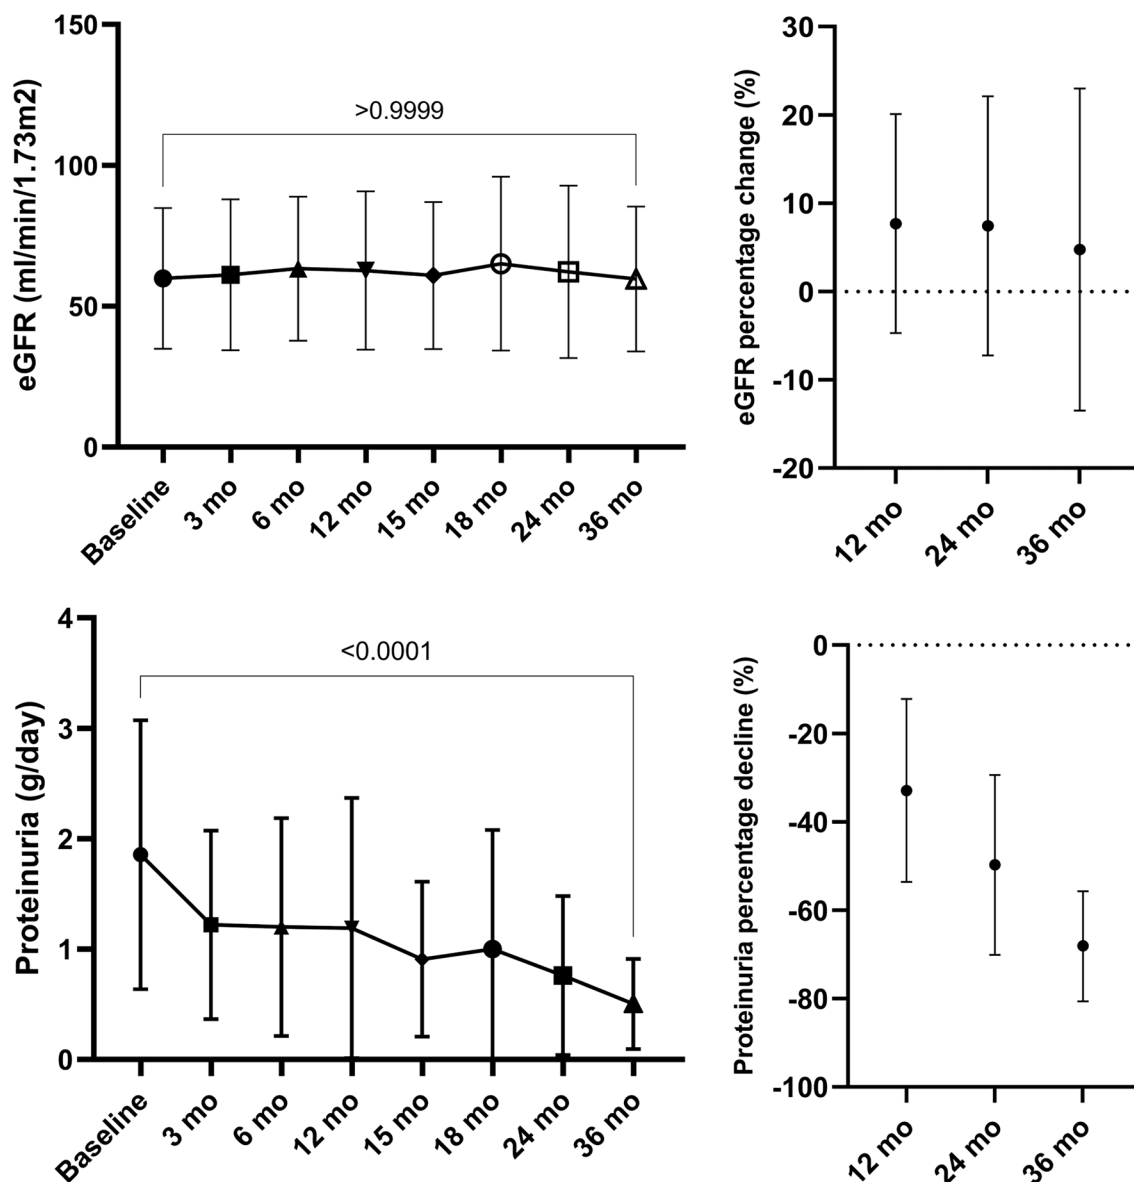 eGFR (ml/min/1.73m2)
150
100
50
0
>0.9999
Baseline
3 mo
6 mo
12 mo
15 mo
18 mo
24 mo
36 mo
eGFR percentage change (%)
30
20
10
0
-10
-20
12 mo
24 mo
36 mo
Proteinuria (g/day)
4
3
2
1
0
<0.0001
Baseline
3 mo
6 mo
12 mo
15 mo
18 mo
24 mo
36 mo
Proteinuria percentage decline (%)
0
-20
-40
-60
-80
-100
12 mo
24 mo
36 mo